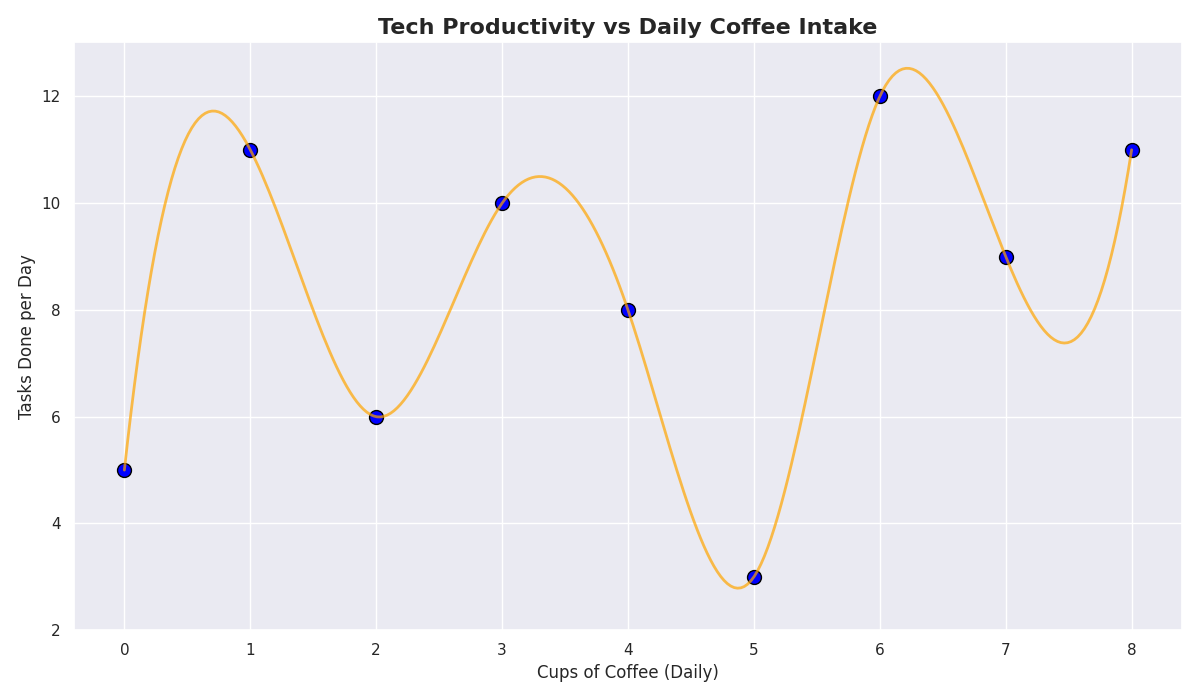 Tech Productivity vs Daily Coffee Intake
Tasks Done per Day
12
10
8
6
4
2
0 1 2 3 4 5 6 7 8
Cups of Coffee (Daily)